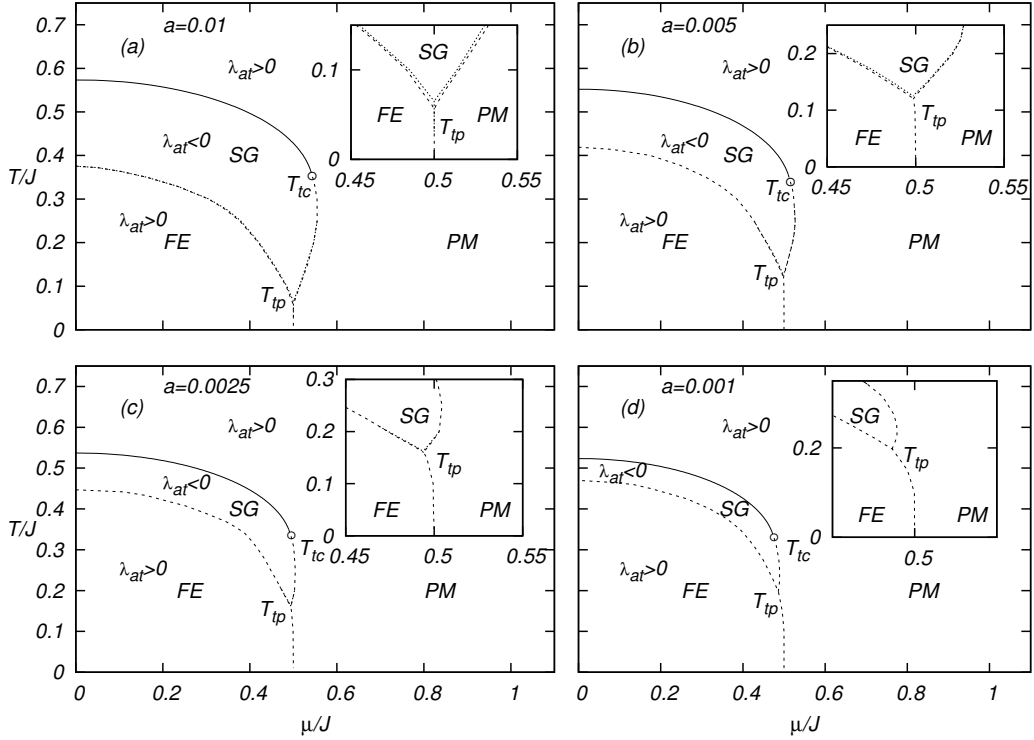 0.7
0.6
0.5
0.4
T/J
0.3
0.2
0.1
0
(a)
a=0.01
λat>0
λat<0
SG
Ttc
λat>0
FE
PM
Ttp
0.1
0
0.45
0.5
0.55
SG
FE
PM
Ttp
(b)
a=0.005
λat>0
λat<0
SG
Ttc
λat>0
FE
PM
Ttp
0.2
0.1
0
0.45
0.5
0.55
SG
FE
PM
Ttp
0.7
0.6
0.5
0.4
T/J
0.3
0.2
0.1
0
(c)
a=0.0025
λat>0
λat<0
SG
Ttc
λat>0
FE
PM
Ttp
0.3
0.2
0.1
0
0.45
0.5
0.55
SG
FE
PM
Ttp
0
0.2
0.4
0.6
0.8
1
μ/J
(d)
a=0.001
λat>0
λat<0
SG
Ttc
λat>0
FE
PM
Ttp
0.2
0
0.5
SG
FE
PM
Ttp
0
0.2
0.4
0.6
0.8
1
μ/J